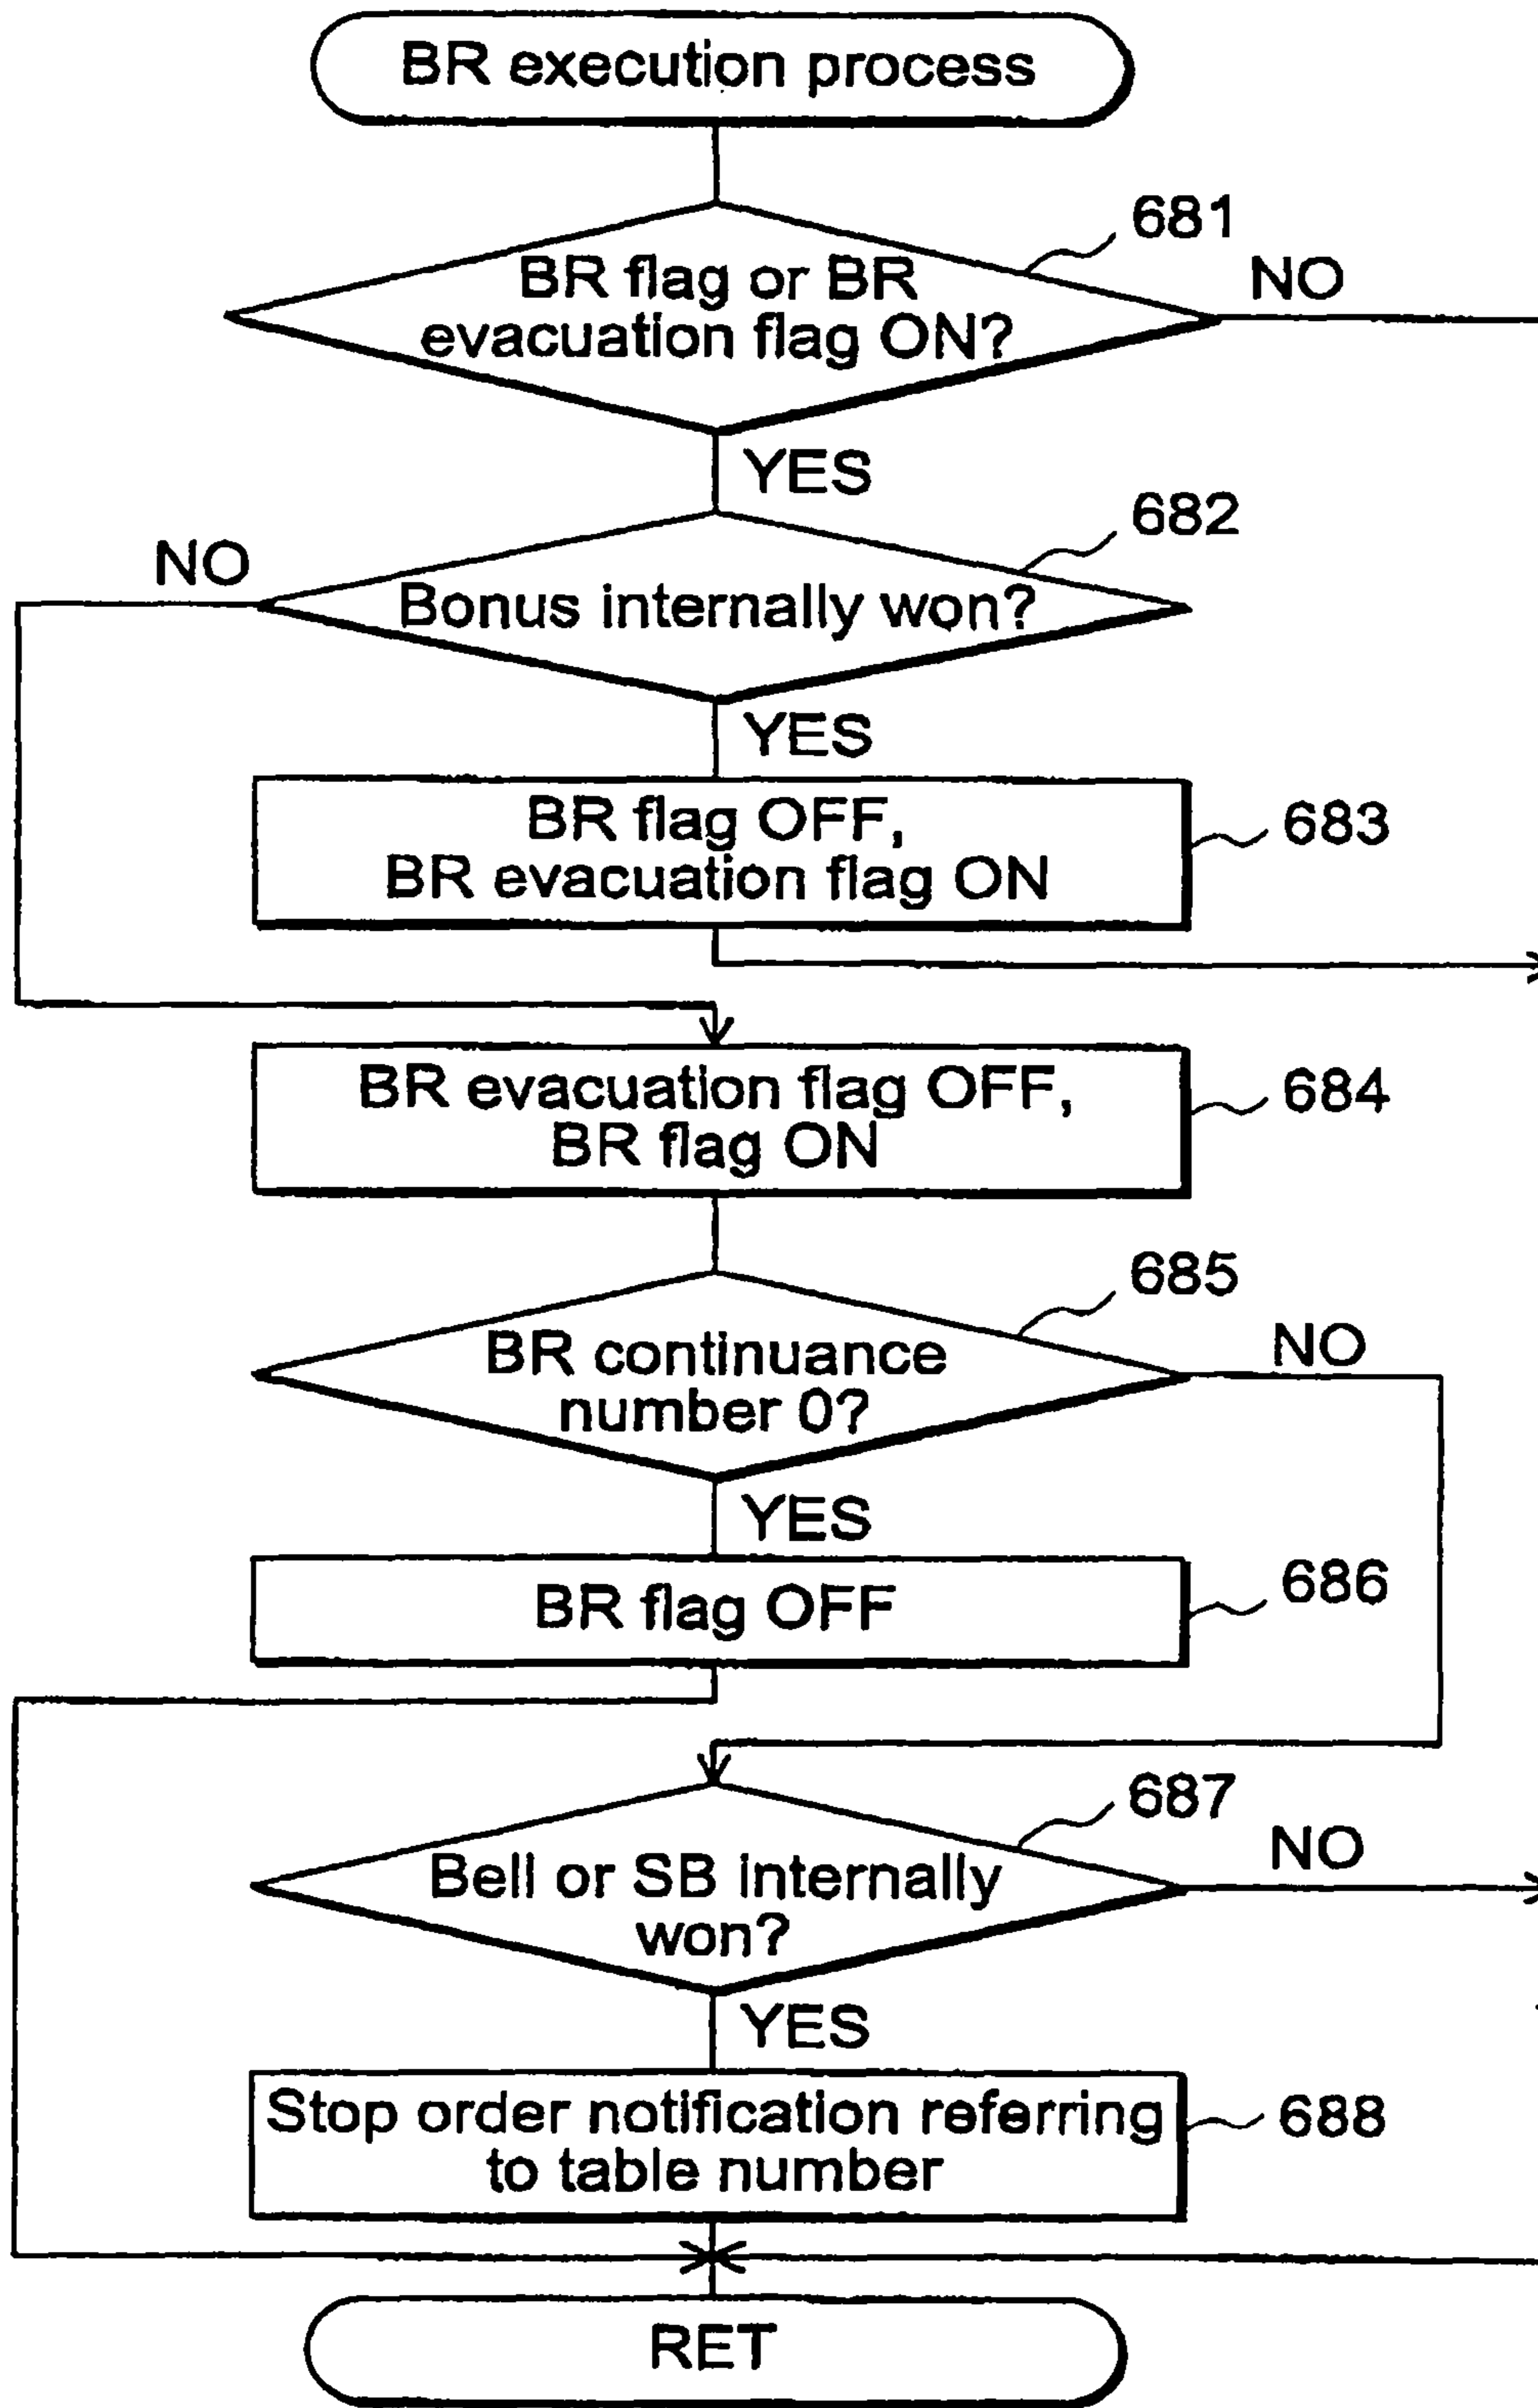 BR execution process
681
BR flag or BR
evacuation flag ON?
NO
YES
682
NO
Bonus internally won?
YES
BR flag OFF,
BR evacuation flag ON
683
BR evacuation flag OFF,
BR flag ON
684
685
BR continuance
number 0?
NO
YES
BR flag OFF
686
687
Bell or SB internally
won?
NO
YES
Stop order notification referring
to table number
688
RET